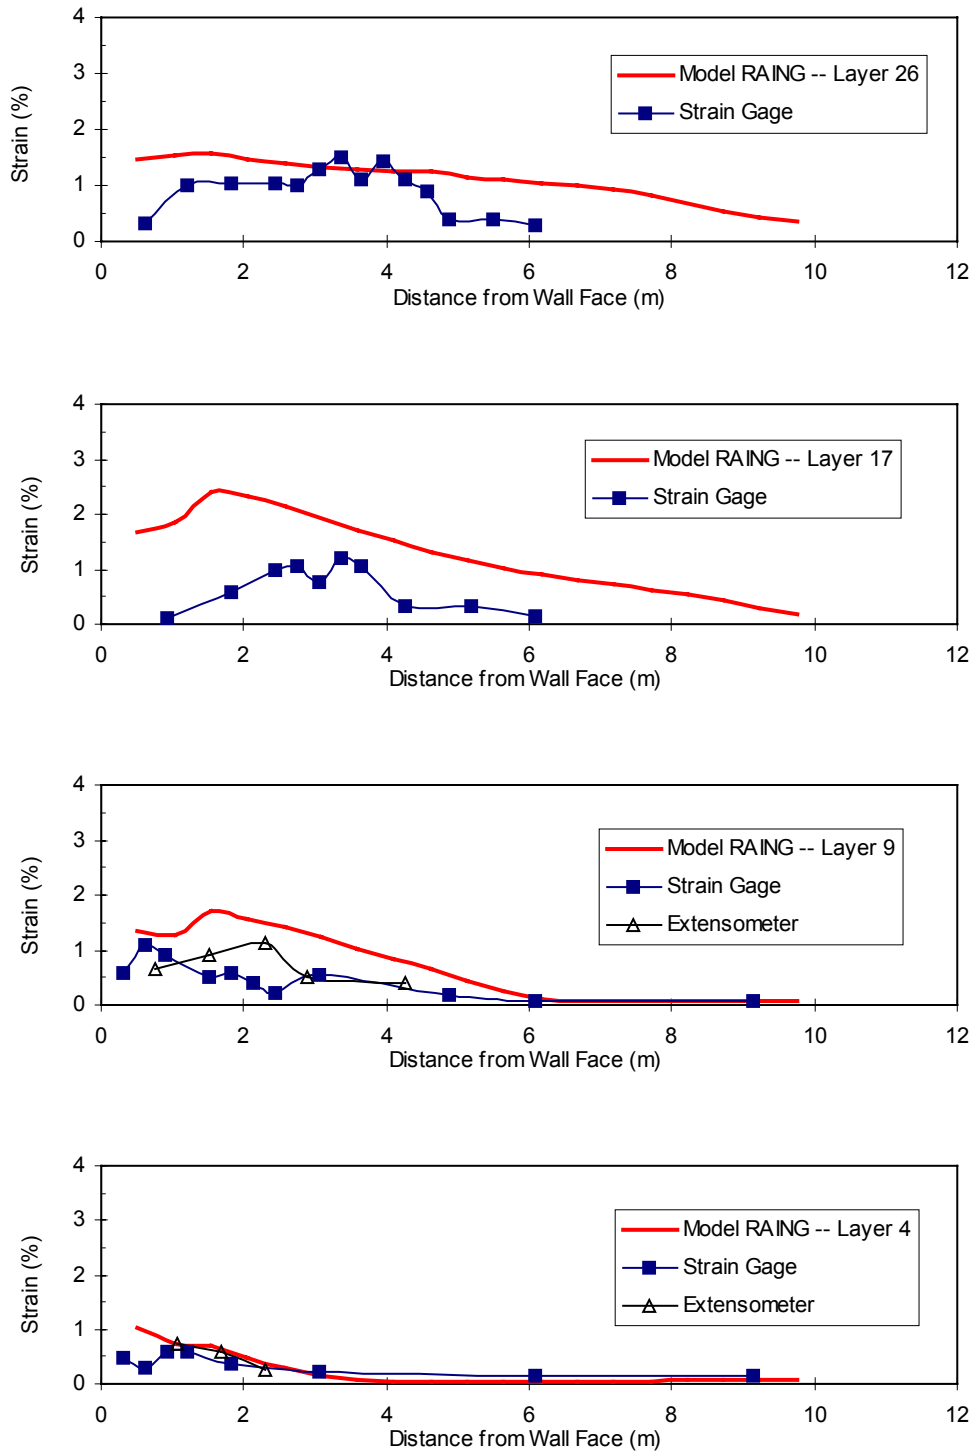 4
3
Model RAING -- Layer 26
Strain (%)
2
Strain Gage
1
0
0 2 4 6 8 10 12
Distance from Wall Face (m)
4
3
Model RAING -- Layer 17
Strain (%)
2
Strain Gage
1
0
0 2 4 6 8 10 12
Distance from Wall Face (m)
4
3
Model RAING -- Layer 9
Strain (%)
2
Strain Gage
Extensometer
1
0
0 2 4 6 8 10 12
Distance from Wall Face (m)
4
3
Model RAING -- Layer 4
Strain (%)
2
Strain Gage
Extensometer
1
0
0 2 4 6 8 10 12
Distance from Wall Face (m)